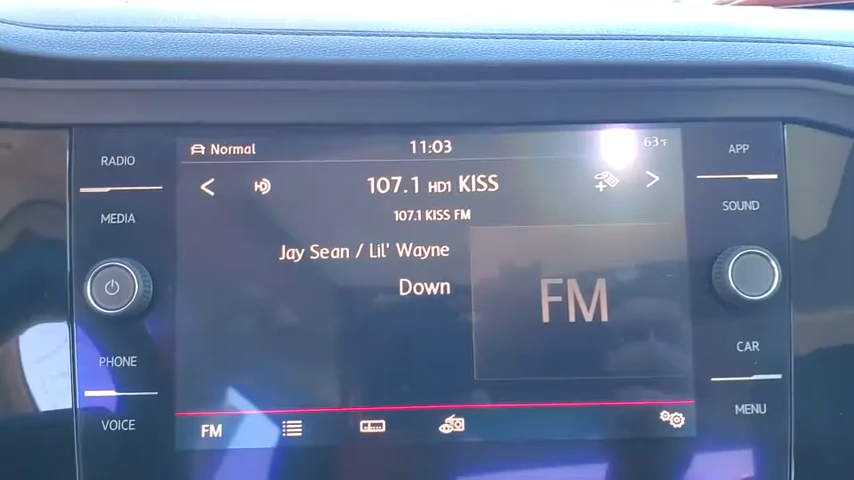 Normal 11:03 63°F
107.1 HD1 KISS
107.1 KISS FM
Jay Sean / Lil' Wayne
Down
FM
FM
RADIO
MEDIA
PHONE
VOICE
APP
SOUND
CAR
MENU